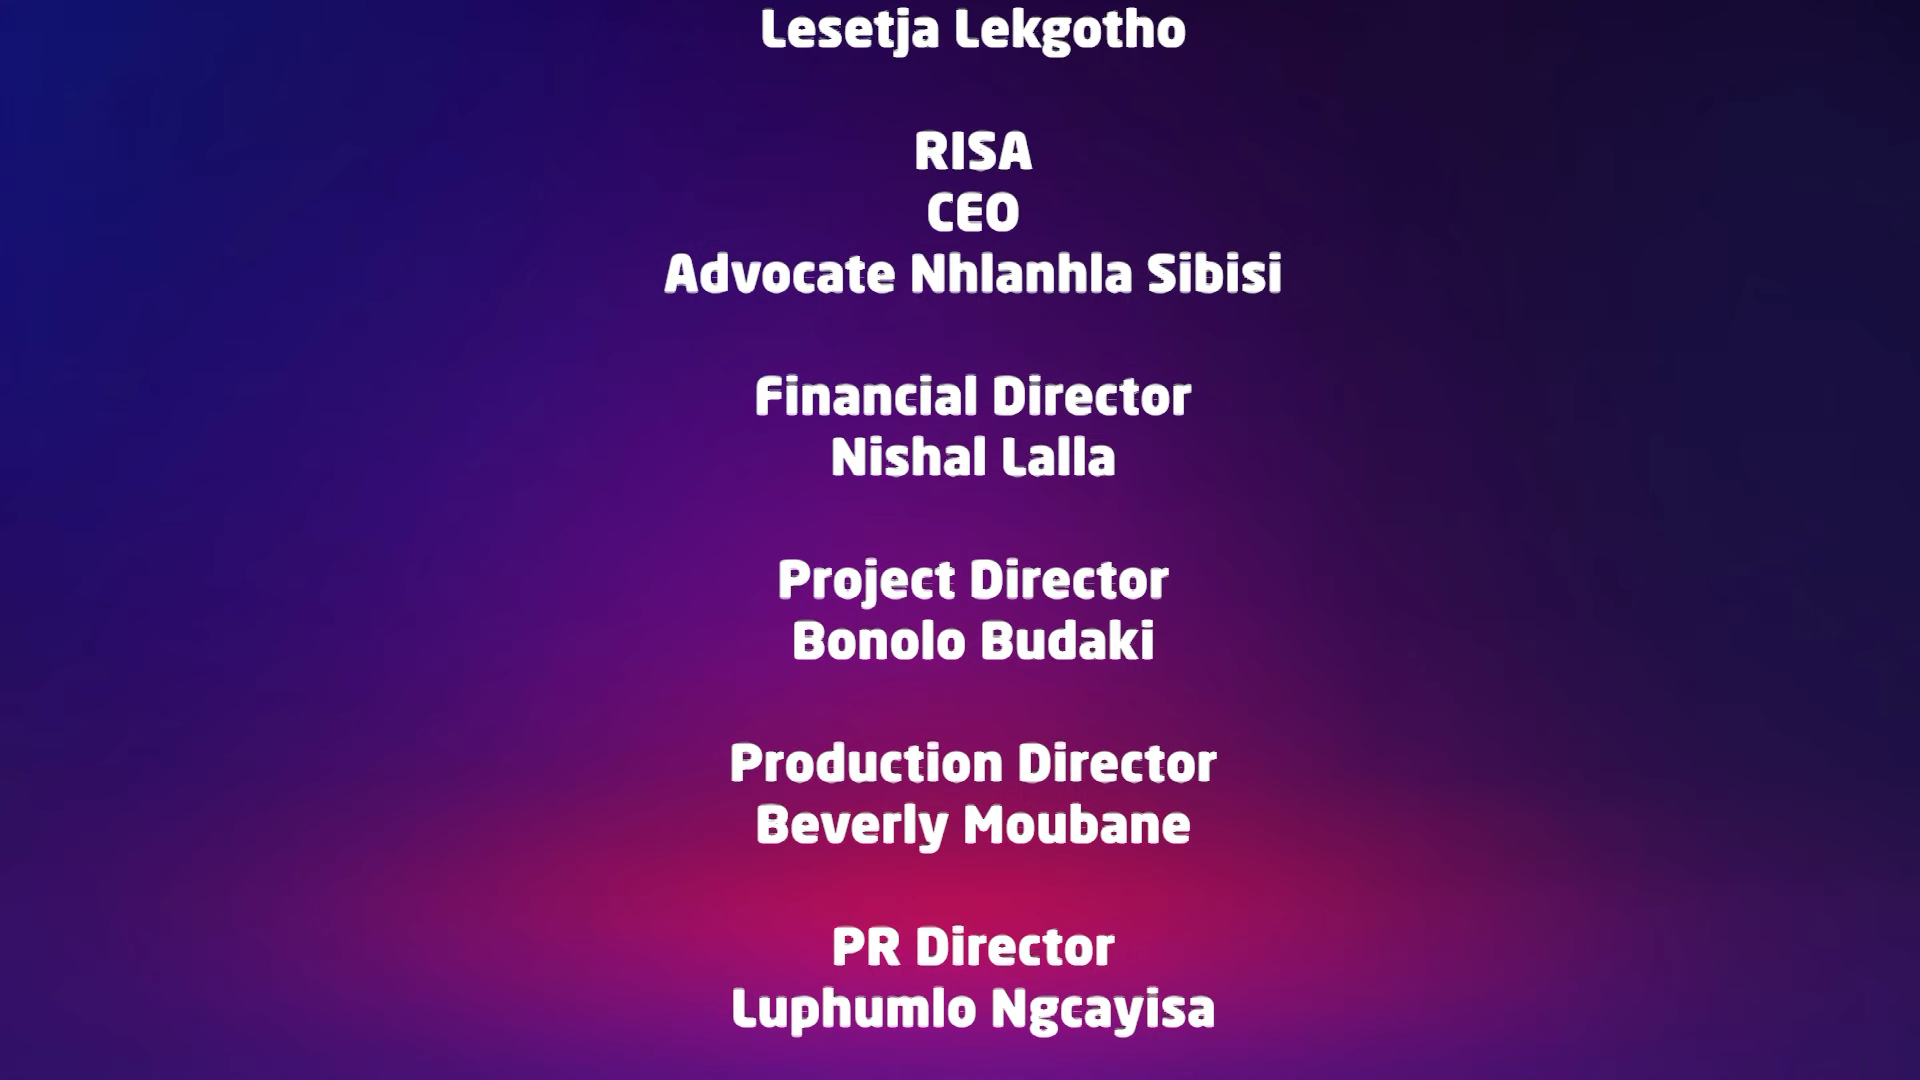 Lesetja Lekgotho
RISA
CEO
Advocate Nhlanhla Sibisi
Financial Director
Nishal Lalla
Project Director
Bonolo Budaki
Production Director
Beverly Moubane
PR Director
Luphumlo Ngcayisa